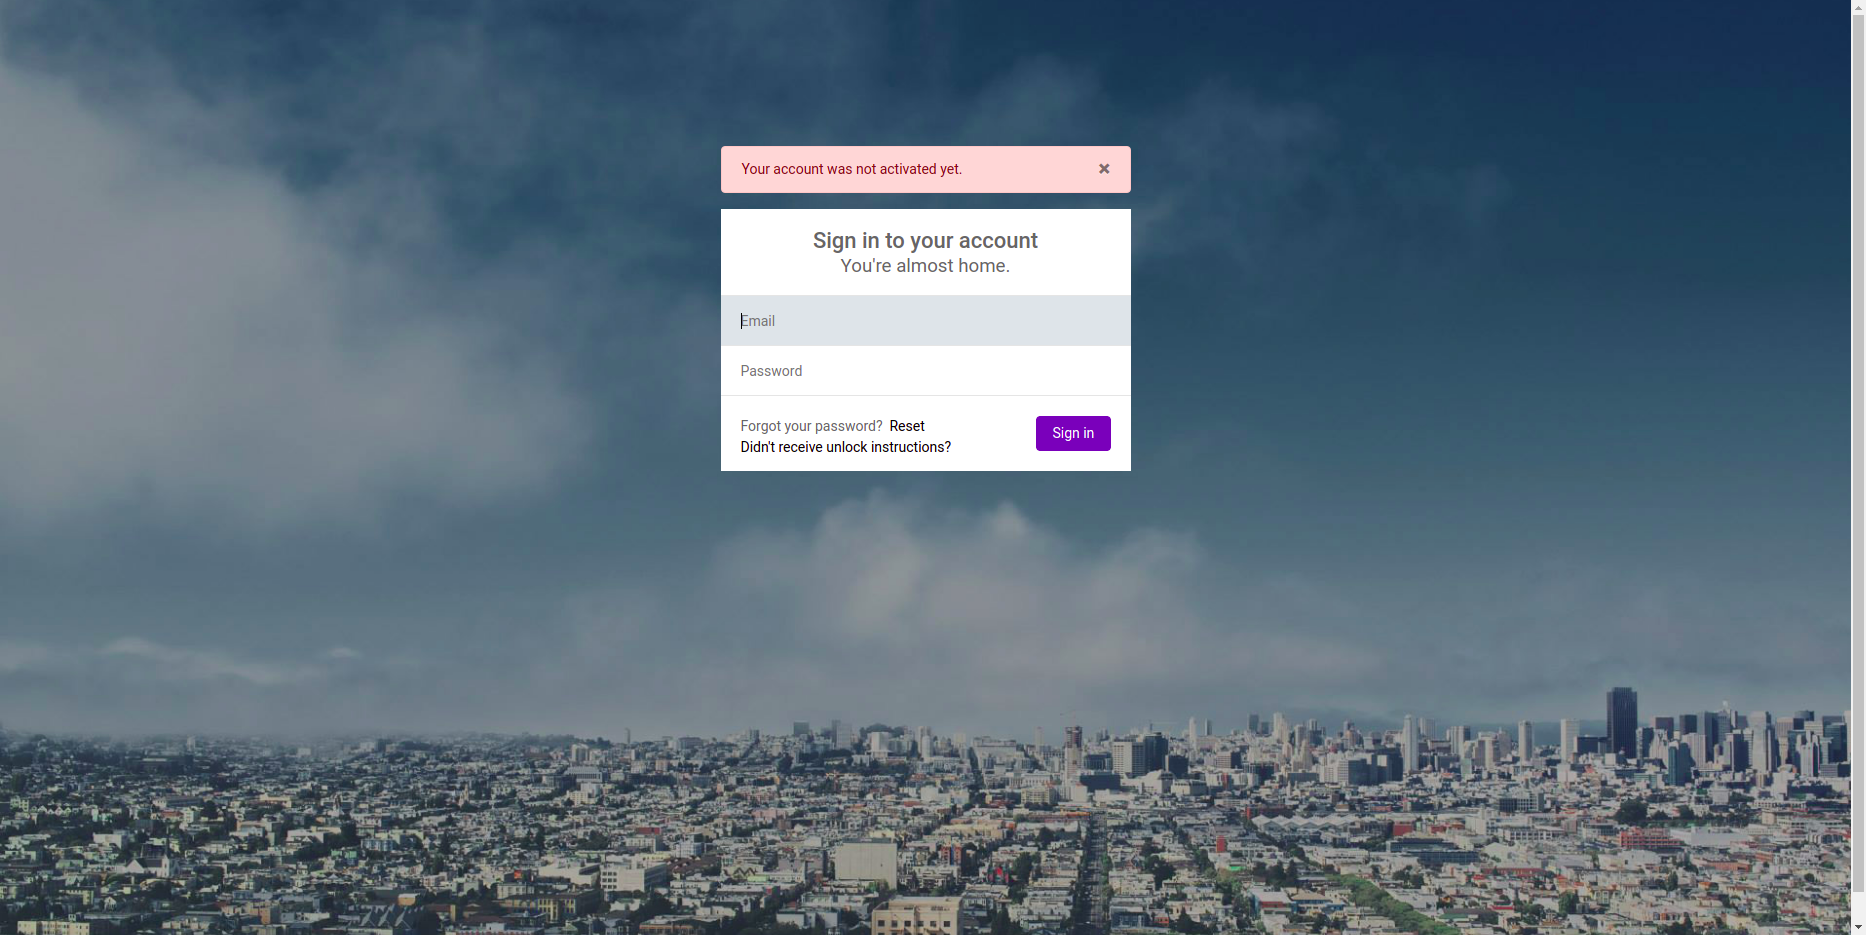 Your account was not activated yet.
Sign in to your account
You're almost home.
Email
Password
Forgot your password? Reset
Didn't receive unlock instructions?
Sign in